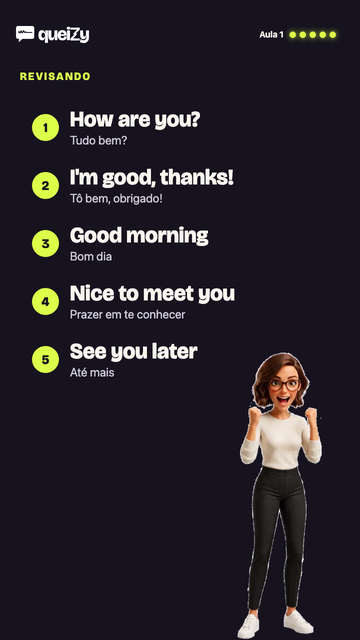 queiZy
Aula 1
REVISANDO
1
How are you?
Tudo bem?
2
I'm good, thanks!
Tô bem, obrigado!
3
Good morning
Bom dia
4
Nice to meet you
Prazer em te conhecer
5
See you later
Até mais